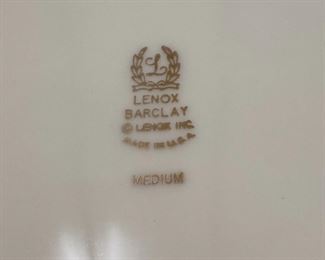 L
LENOX
BARCLAY
© LENOX INC.
MADE IN U.S.A.
MEDIUM